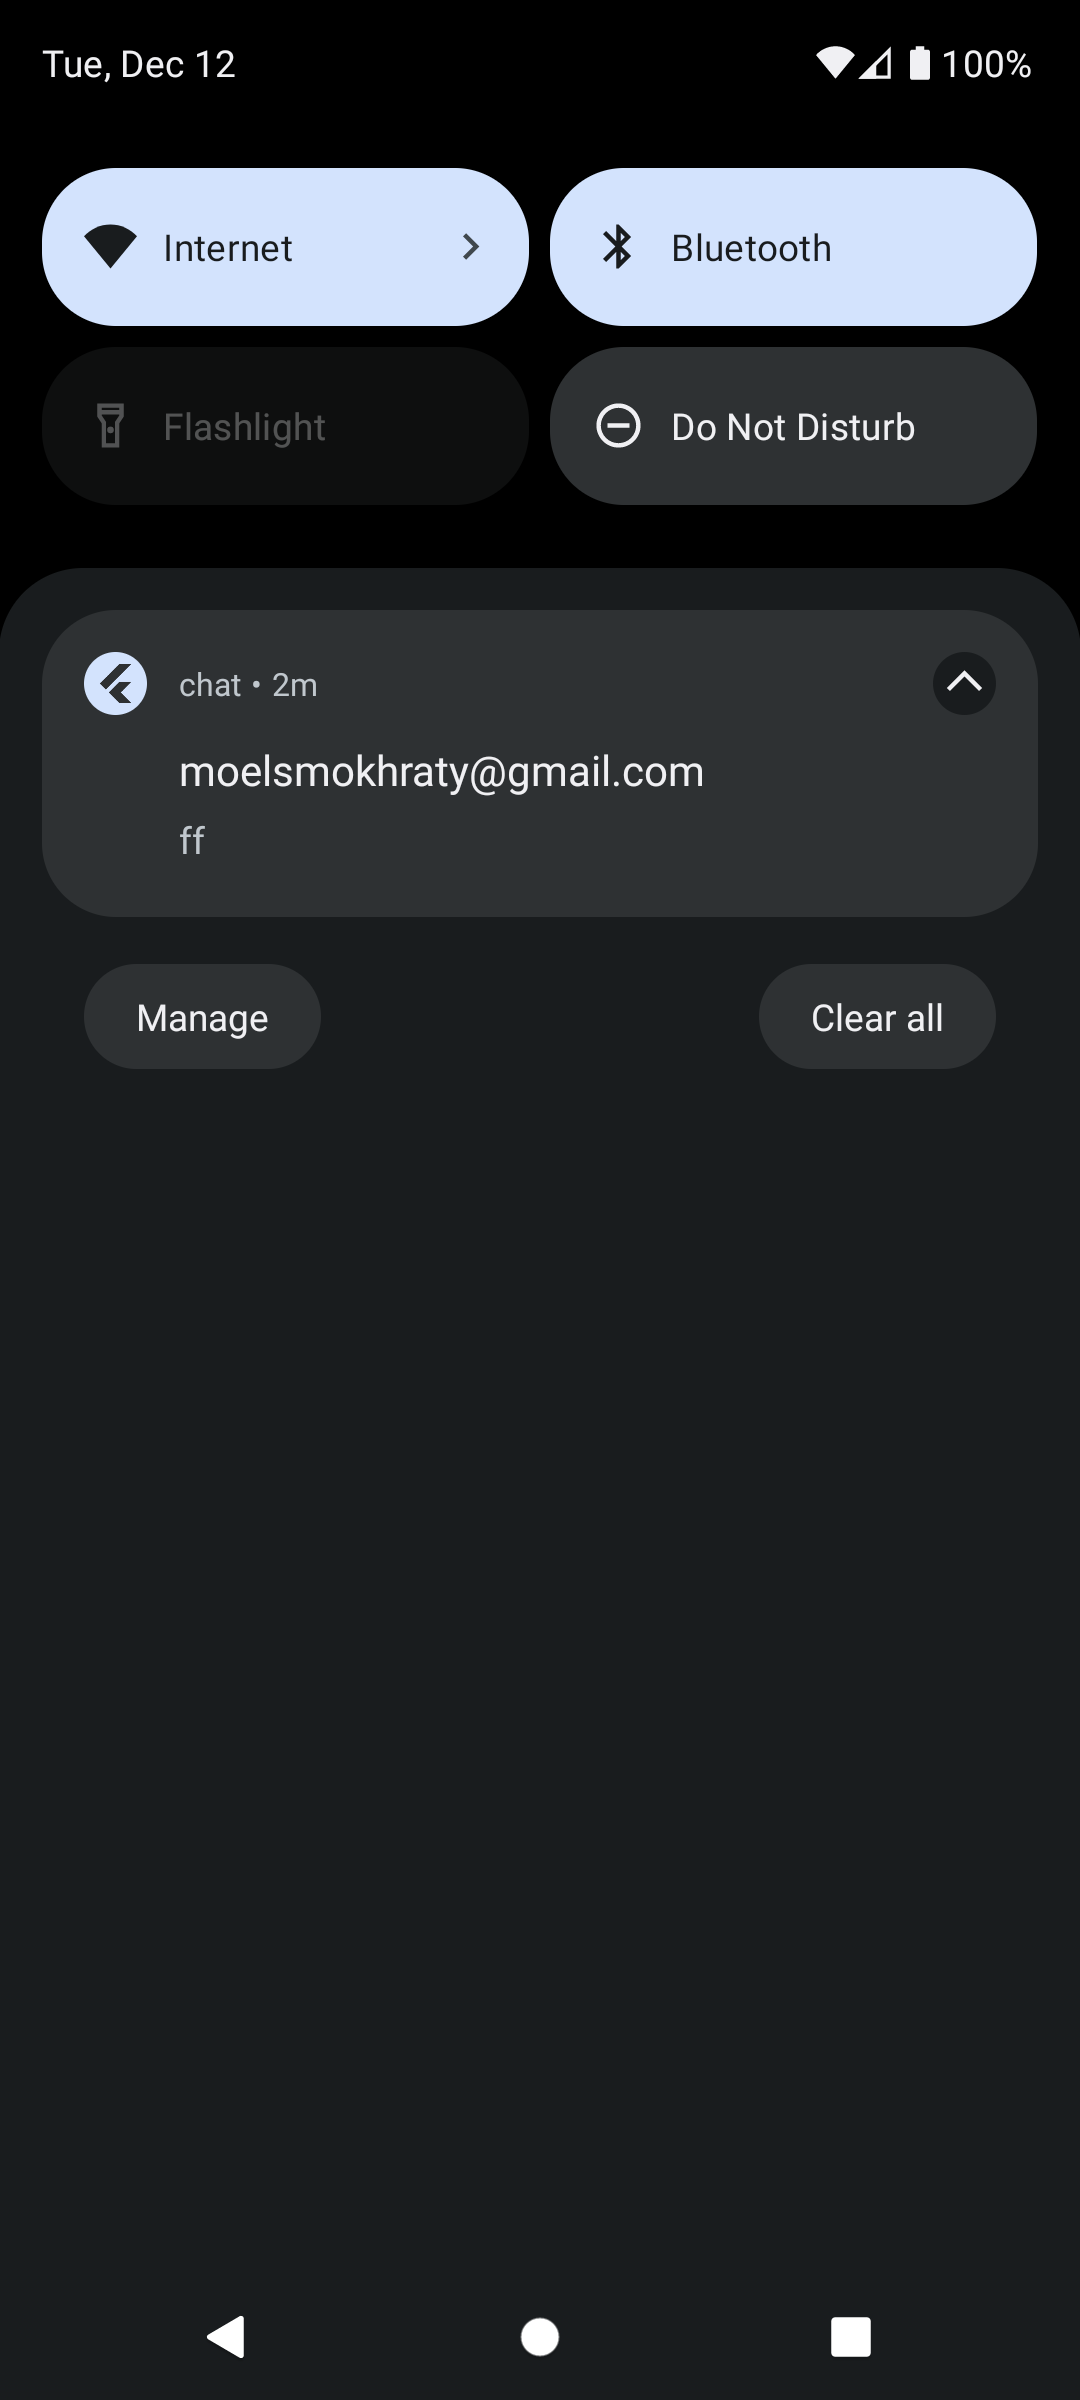 Tue, Dec 12 100%
Internet Bluetooth
Flashlight Do Not Disturb
chat • 2m
moelsmokhraty@gmail.com
ff
Manage Clear all